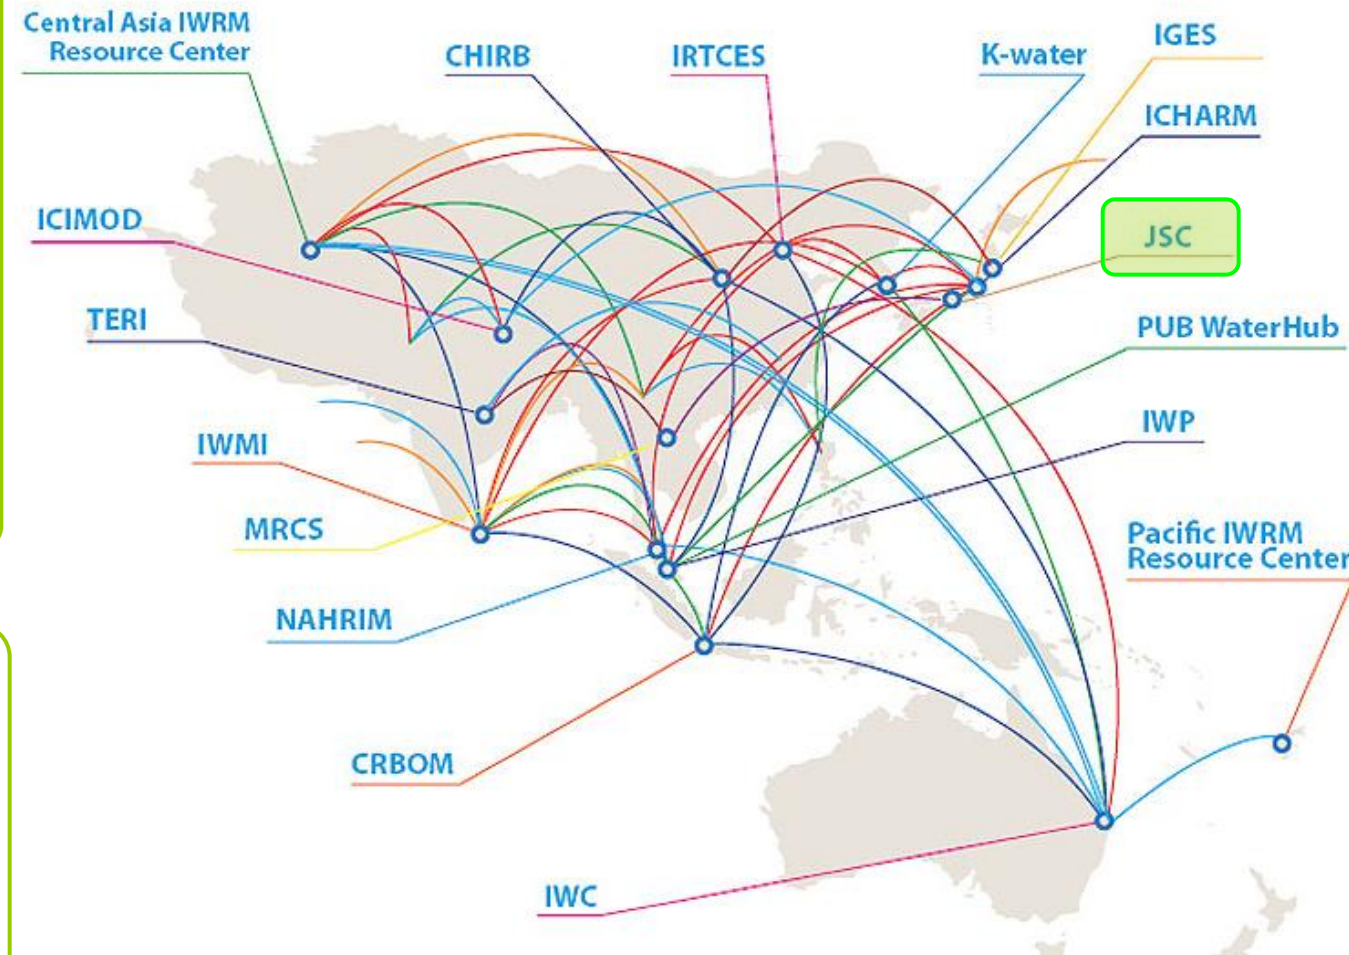 Central Asia IWRM
Resource Center
CHIRB
IRTCES
K-water
IGES
ICHARM
ICIMOD
JSC
TERI
PUB WaterHub
IWP
IWMI
MRCS
Pacific IWRM
Resource Center
NAHRIM
CRBOM
IWC